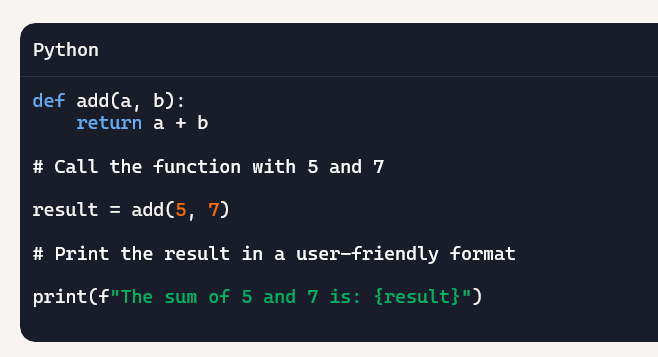 Python
def add(a, b):
    return a + b
# Call the function with 5 and 7
result = add(5, 7)
# Print the result in a user-friendly format
print(f"The sum of 5 and 7 is: {result}")